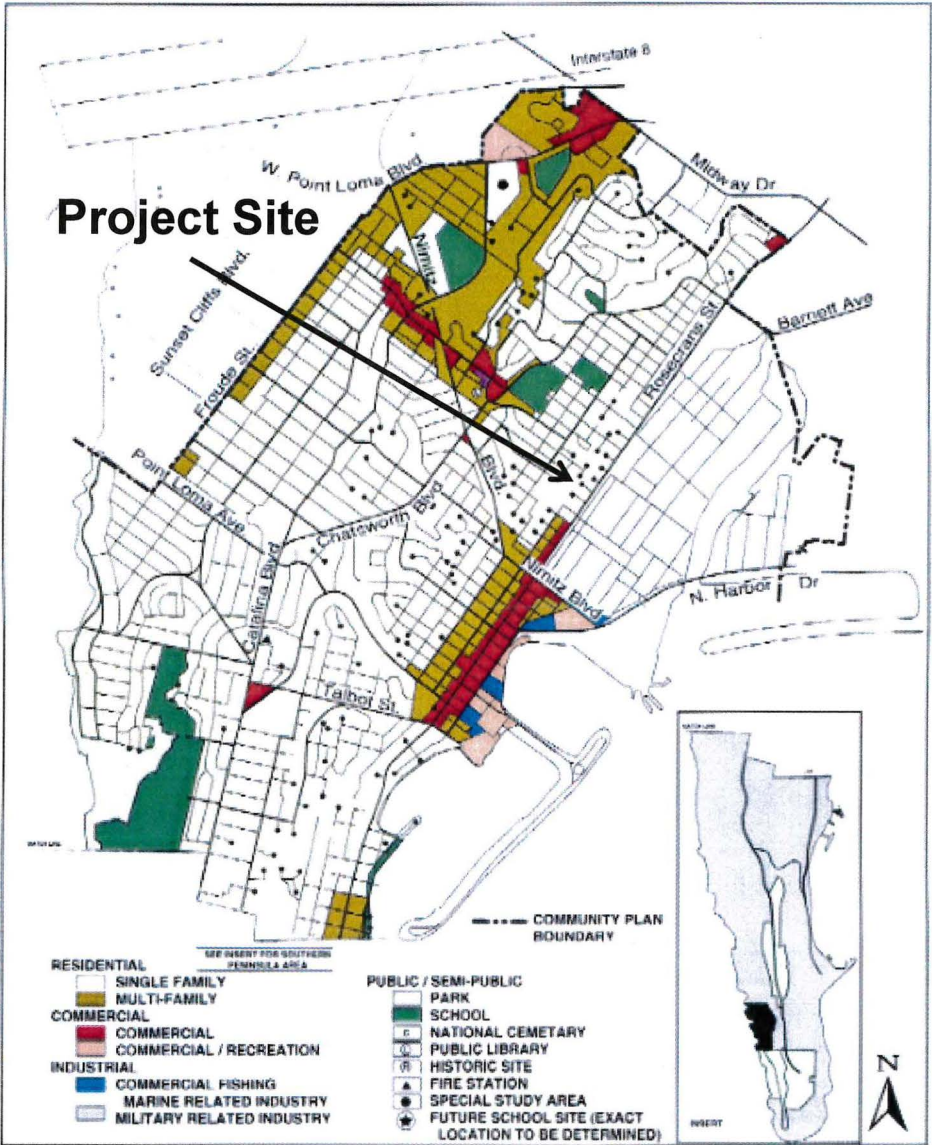 Interstate 8
Midway Dr
W. Point Loma Blvd
Project Site
Nimitz
Sunset Cliffs Blvd.
Froude St.
Rosecrans St.
Barnett Ave
Point Loma Ave
Chatsworth Blvd
Blvd
Catalina Blvd
Nimitz Blvd
N. Harbor Dr
Talbot St.
MATCH LINE
MATCH LINE
COMMUNITY PLAN
BOUNDARY
SEE INSERT FOR SOUTHERN
PENINSULA AREA
RESIDENTIAL
SINGLE FAMILY
MULTI-FAMILY
COMMERCIAL
COMMERCIAL
COMMERCIAL / RECREATION
INDUSTRIAL
COMMERCIAL FISHING
MARINE RELATED INDUSTRY
MILITARY RELATED INDUSTRY
PUBLIC / SEMI-PUBLIC
PARK
SCHOOL
C NATIONAL CEMETARY
PUBLIC LIBRARY
H HISTORIC SITE
FIRE STATION
SPECIAL STUDY AREA
FUTURE SCHOOL SITE (EXACT
LOCATION TO BE DETERMINED)
INSERT
N